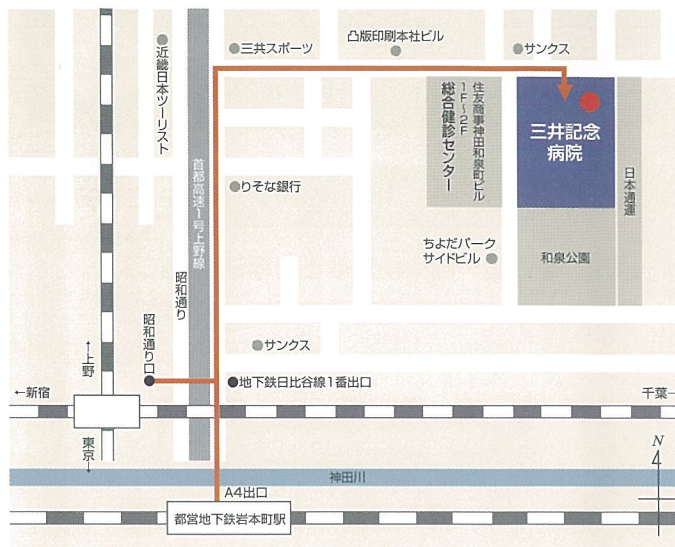 凸版印刷本社ビル
三共スポーツ
サンクス
近畿日本ツーリスト
住友商事神田和泉町ビル
1F~2F
総合健診センター
三井記念
病院
日本通運
首都高速1号上野線
りそな銀行
ちよだパーク
サイドビル
和泉公園
昭和通り
サンクス
昭和通り口
地下鉄日比谷線1番出口
←上野
←新宿
千葉→
東京→
N
神田川
A4出口
都営地下鉄岩本町駅